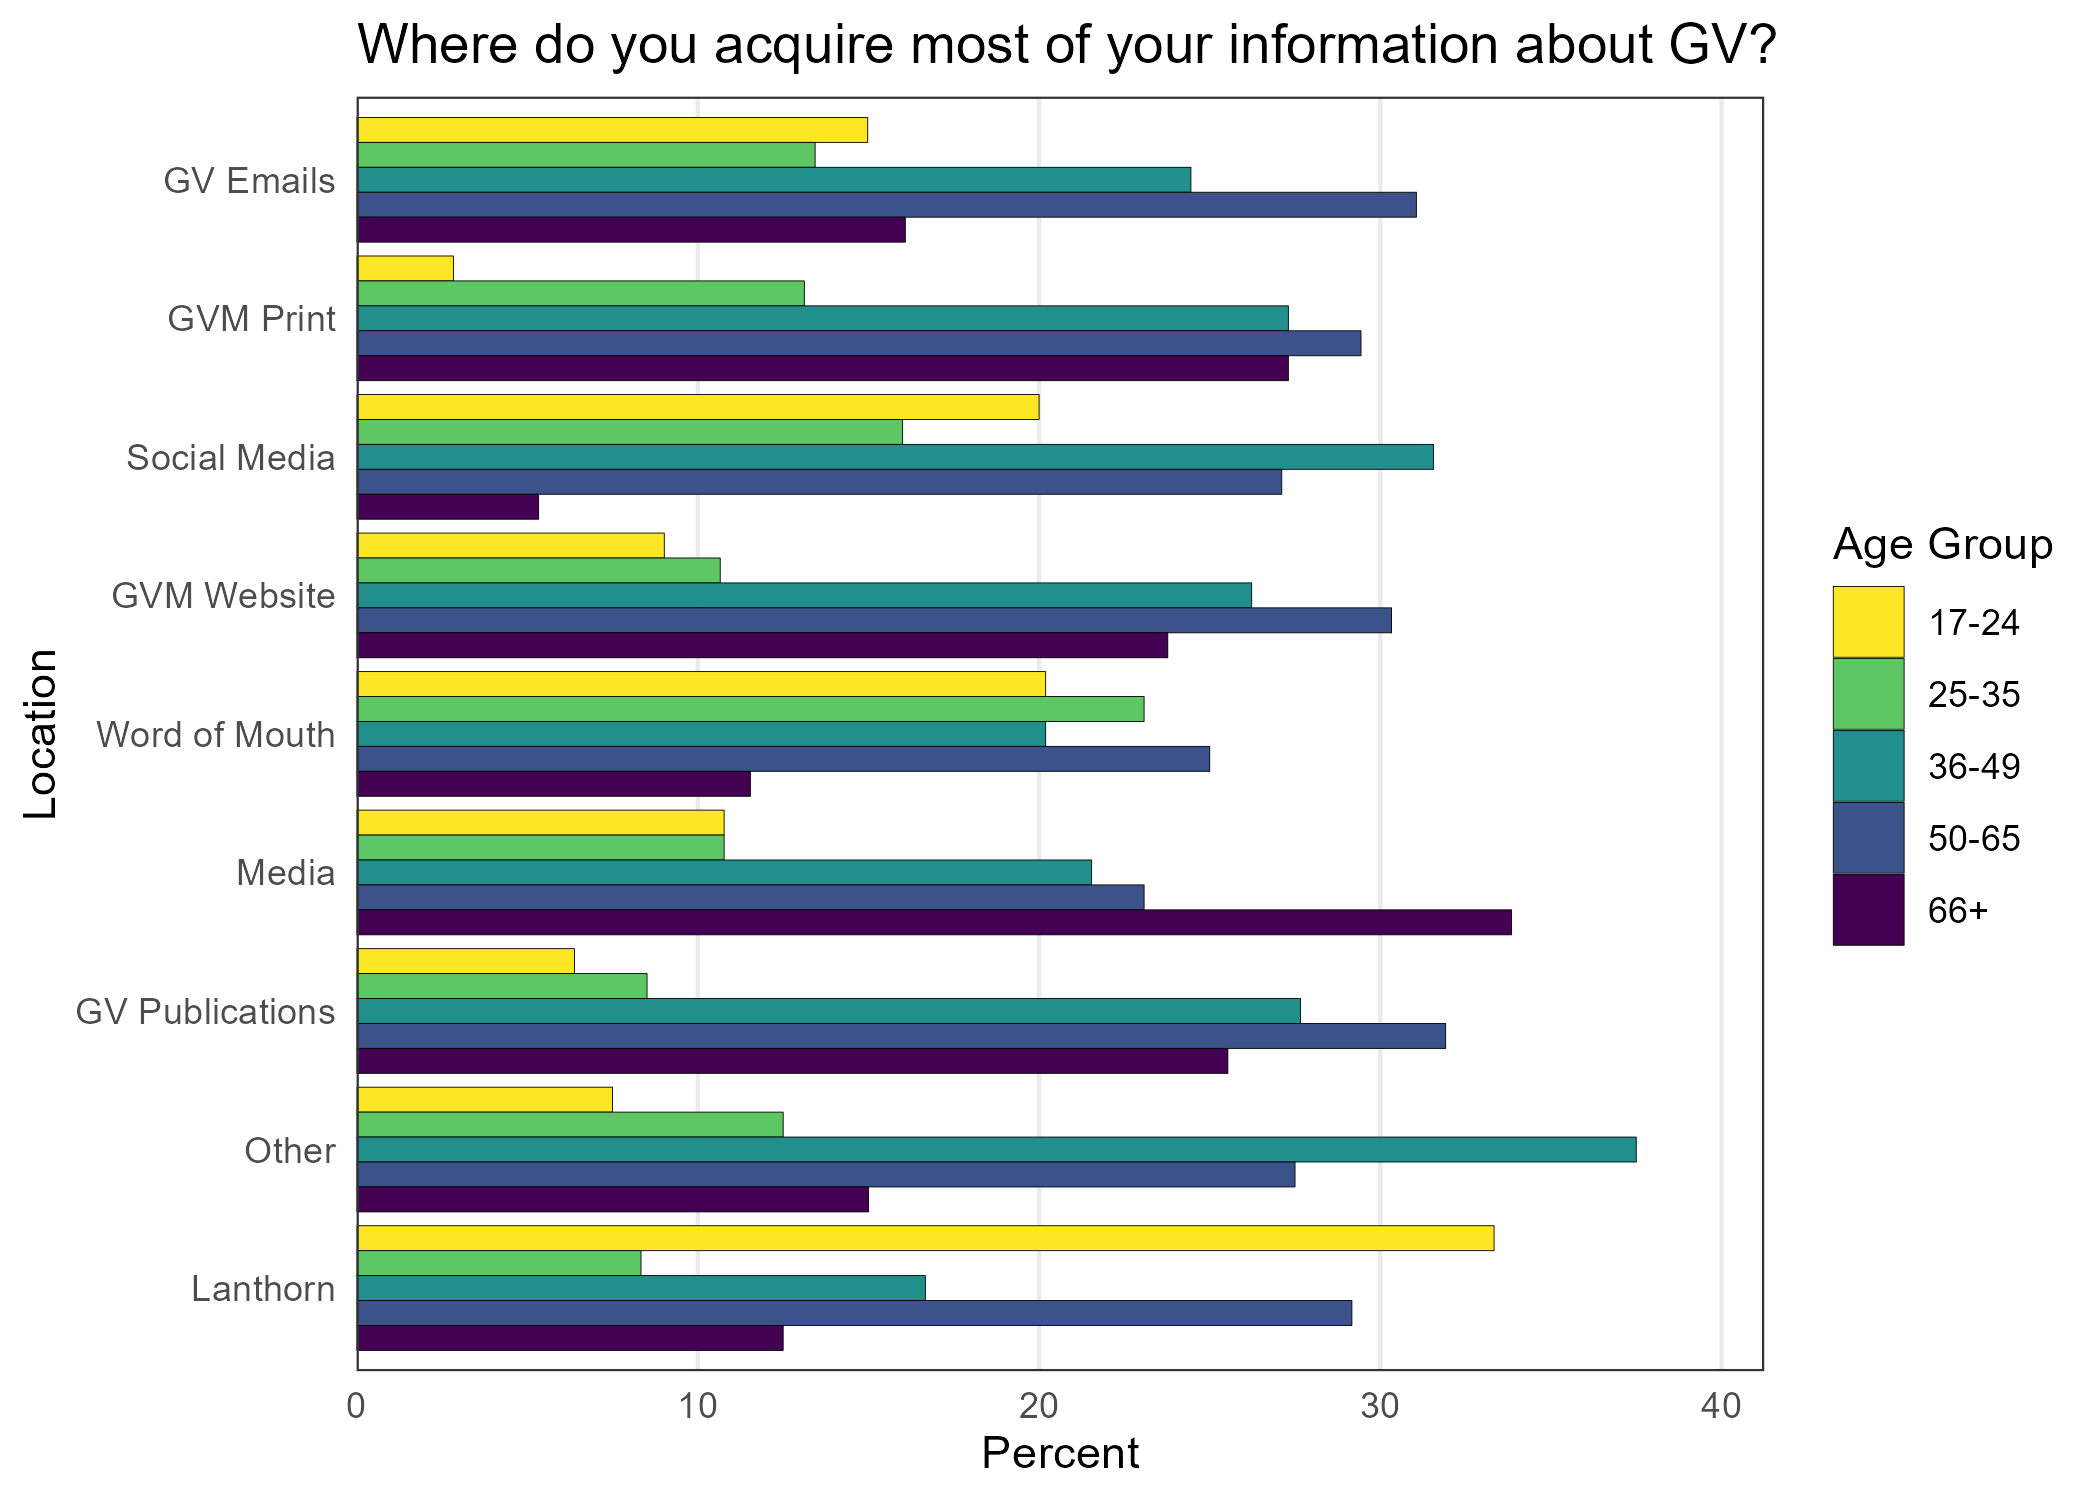 Where do you acquire most of your information about GV?
GV Emails
GVM Print
Social Media
GVM Website
Word of Mouth
Media
GV Publications
Other
Lanthorn
Location
0 10 20 30 40
Percent
Age Group
17-24
25-35
36-49
50-65
66+